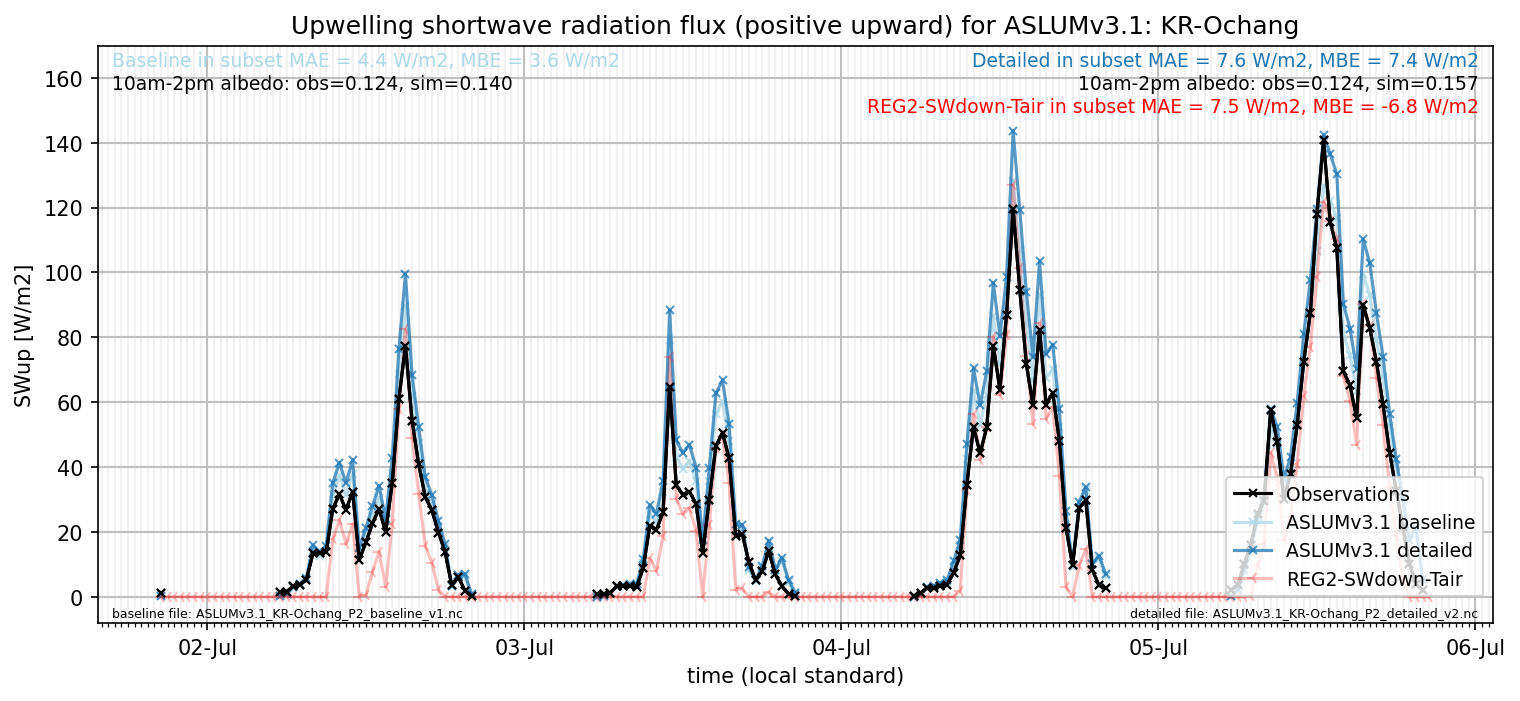 Upwelling shortwave radiation flux (positive upward) for ASLUMv3.1: KR-Ochang
Baseline in subset MAE = 4.4 W/m2, MBE = 3.6 W/m2
10am-2pm albedo: obs=0.124, sim=0.140
Detailed in subset MAE = 7.6 W/m2, MBE = 7.4 W/m2
10am-2pm albedo: obs=0.124, sim=0.157
REG2-SWdown-Tair in subset MAE = 7.5 W/m2, MBE = -6.8 W/m2
SWup [W/m2]
160
140
120
100
80
60
40
20
0
Observations
ASLUMv3.1 baseline
ASLUMv3.1 detailed
REG2-SWdown-Tair
baseline file: ASLUMv3.1_KR-Ochang_P2_baseline_v1.nc
detailed file: ASLUMv3.1_KR-Ochang_P2_detailed_v2.nc
02-Jul
03-Jul
04-Jul
05-Jul
06-Jul
time (local standard)